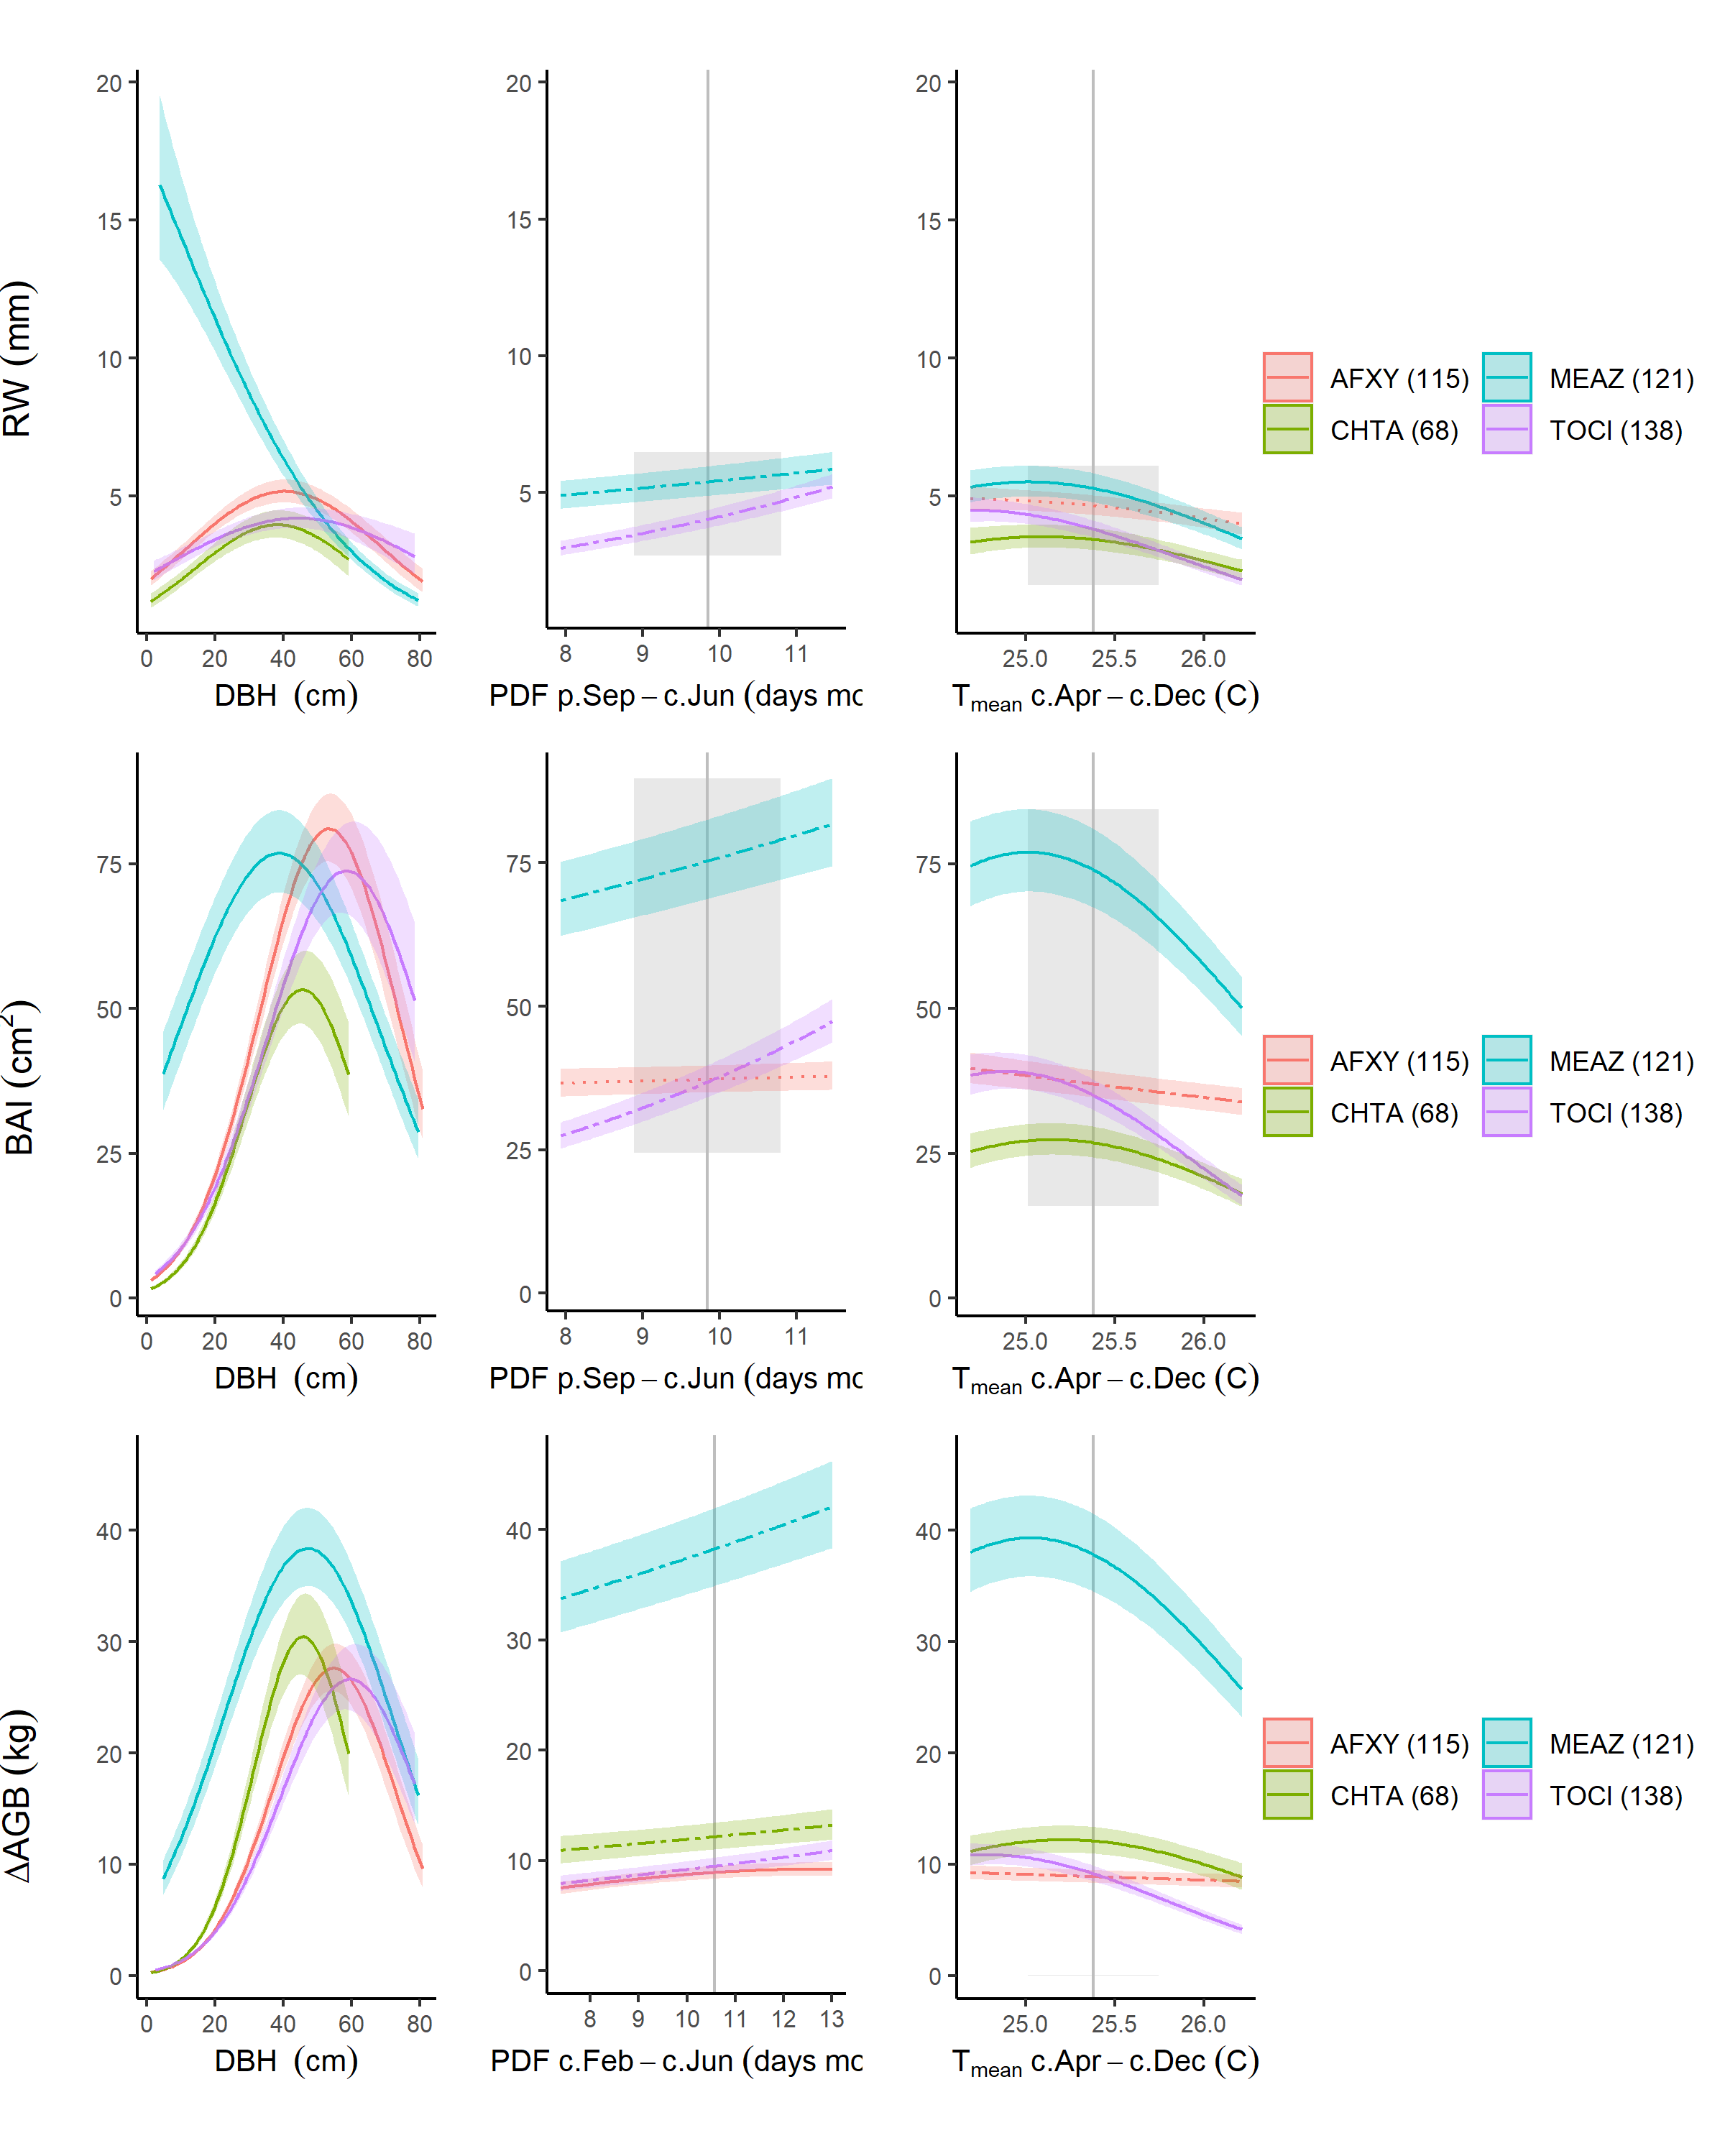 RW (mm)
20
15
10
5
0 20 40 60 80
DBH (cm)
20
15
10
5
8 9 10 11
PDF p.Sep – c.Jun (days mo
20
15
10
5
25.0 25.5 26.0
Tmean c.Apr – c.Dec (C)
AFXY (115) MEAZ (121)
CHTA (68) TOCI (138)
BAI (cm2)
75
50
25
0
0 20 40 60 80
DBH (cm)
75
50
25
0
8 9 10 11
PDF p.Sep – c.Jun (days mo
75
50
25
0
25.0 25.5 26.0
Tmean c.Apr – c.Dec (C)
AFXY (115) MEAZ (121)
CHTA (68) TOCI (138)
ΔAGB (kg)
40
30
20
10
0
0 20 40 60 80
DBH (cm)
40
30
20
10
0
8 9 10 11 12 13
PDF c.Feb – c.Jun (days mo
40
30
20
10
0
25.0 25.5 26.0
Tmean c.Apr – c.Dec (C)
AFXY (115) MEAZ (121)
CHTA (68) TOCI (138)